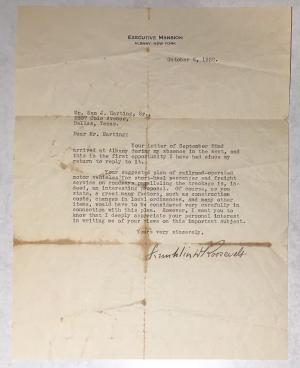 EXECUTIVE MANSION
ALBANY, NEW YORK
October 6, 1932.
Mr. Sam J. Harting, Sr.,
Ohio Avenue,
Dallas, Texas.
Dear Mr. Harting:
Your letter of September 22nd
arrived at Albany during my absence in the West, and
this is the first opportunity I have had since my
return to reply to it.
Your suggested plan of railroad-operated
motor vehicles for short-haul passenger and freight
service on roadways paralleling the trackage is, in-
deed, an interesting proposal. Of course, as you
state, a great many factors, such as construction
costs, changes in local ordinances, and many other
items, would have to be considered very carefully in
connection with this plan. However, I want you to
know that I deeply appreciate your personal interest
in writing me of your views on this important subject.
Yours very sincerely,
Franklin D Roosevelt